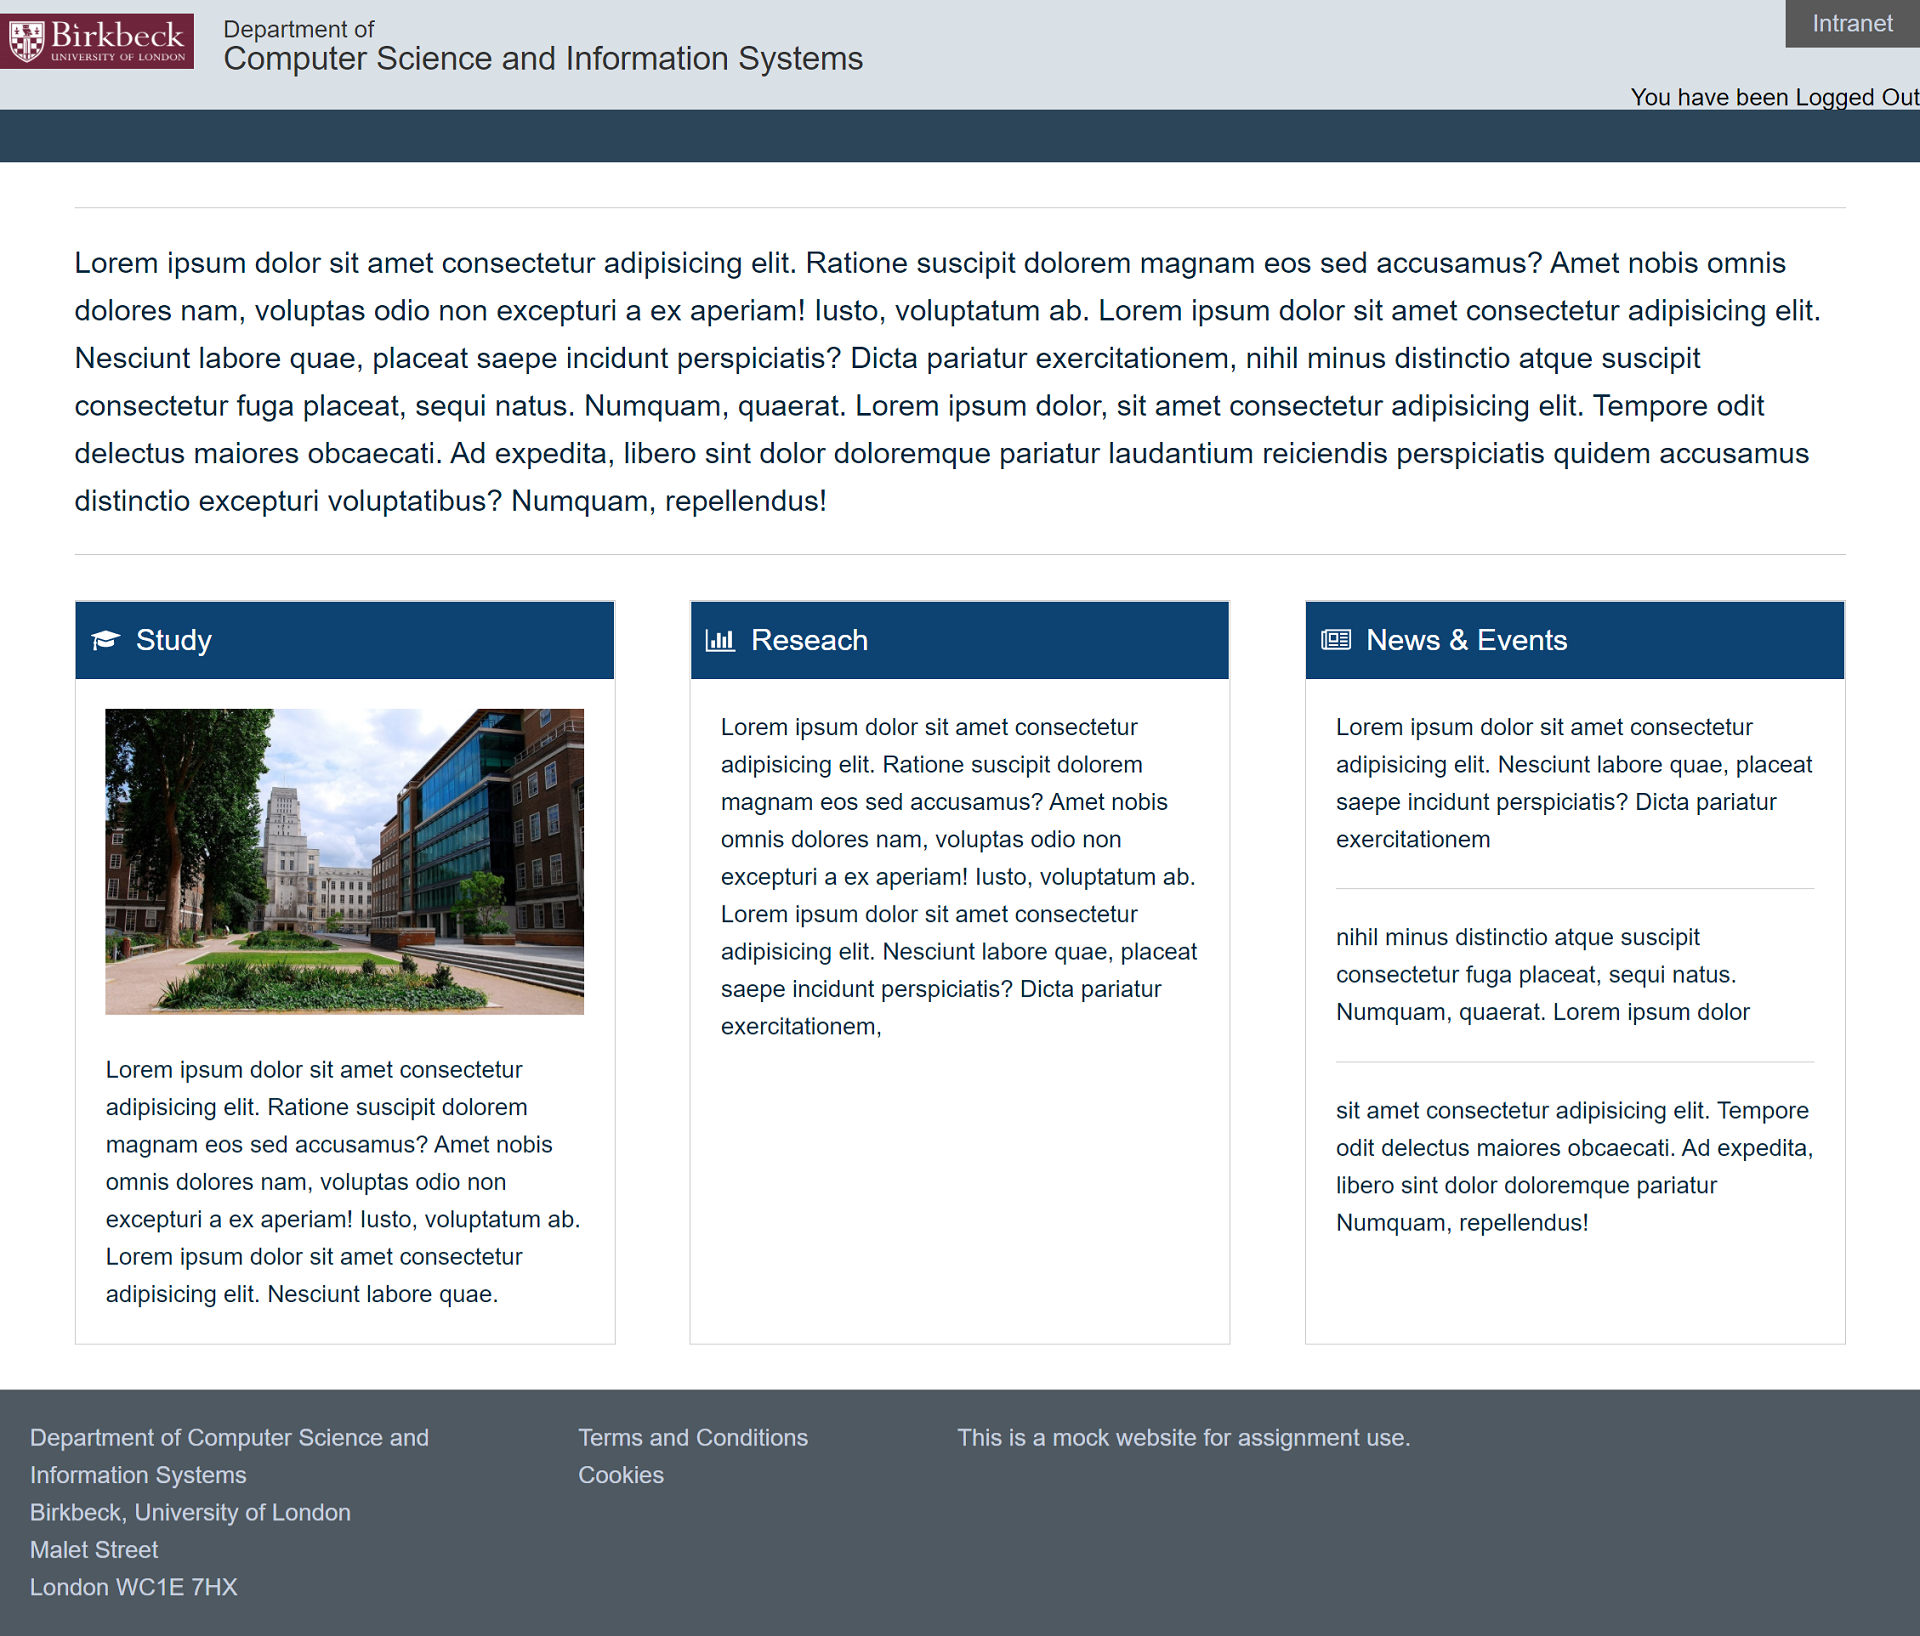 Birkbeck
UNIVERSITY OF LONDON
Department of
Computer Science and Information Systems
Intranet
You have been Logged Out
Lorem ipsum dolor sit amet consectetur adipisicing elit. Ratione suscipit dolorem magnam eos sed accusamus? Amet nobis omnis
dolores nam, voluptas odio non excepturi a ex aperiam! Iusto, voluptatum ab. Lorem ipsum dolor sit amet consectetur adipisicing elit.
Nesciunt labore quae, placeat saepe incidunt perspiciatis? Dicta pariatur exercitationem, nihil minus distinctio atque suscipit
consectetur fuga placeat, sequi natus. Numquam, quaerat. Lorem ipsum dolor, sit amet consectetur adipisicing elit. Tempore odit
delectus maiores obcaecati. Ad expedita, libero sint dolor doloremque pariatur laudantium reiciendis perspiciatis quidem accusamus
distinctio excepturi voluptatibus? Numquam, repellendus!
Study
Lorem ipsum dolor sit amet consectetur
adipisicing elit. Ratione suscipit dolorem
magnam eos sed accusamus? Amet nobis
omnis dolores nam, voluptas odio non
excepturi a ex aperiam! Iusto, voluptatum ab.
Lorem ipsum dolor sit amet consectetur
adipisicing elit. Nesciunt labore quae.
Reseach
Lorem ipsum dolor sit amet consectetur
adipisicing elit. Ratione suscipit dolorem
magnam eos sed accusamus? Amet nobis
omnis dolores nam, voluptas odio non
excepturi a ex aperiam! Iusto, voluptatum ab.
Lorem ipsum dolor sit amet consectetur
adipisicing elit. Nesciunt labore quae, placeat
saepe incidunt perspiciatis? Dicta pariatur
exercitationem,
News & Events
Lorem ipsum dolor sit amet consectetur
adipisicing elit. Nesciunt labore quae, placeat
saepe incidunt perspiciatis? Dicta pariatur
exercitationem
nihil minus distinctio atque suscipit
consectetur fuga placeat, sequi natus.
Numquam, quaerat. Lorem ipsum dolor
sit amet consectetur adipisicing elit. Tempore
odit delectus maiores obcaecati. Ad expedita,
libero sint dolor doloremque pariatur
Numquam, repellendus!
Department of Computer Science and
Information Systems
Birkbeck, University of London
Malet Street
London WC1E 7HX
Terms and Conditions
Cookies
This is a mock website for assignment use.